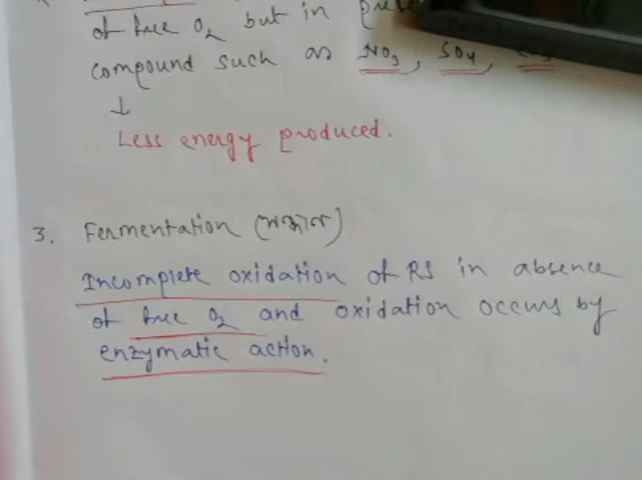 of free O₂ but in
compound such as NO₃, SO₄,
↓
Less energy produced.
3. Fermentation (সন্ধান)
Incomplete oxidation of RS in absence
of free O₂ and oxidation occurs by
enzymatic action.